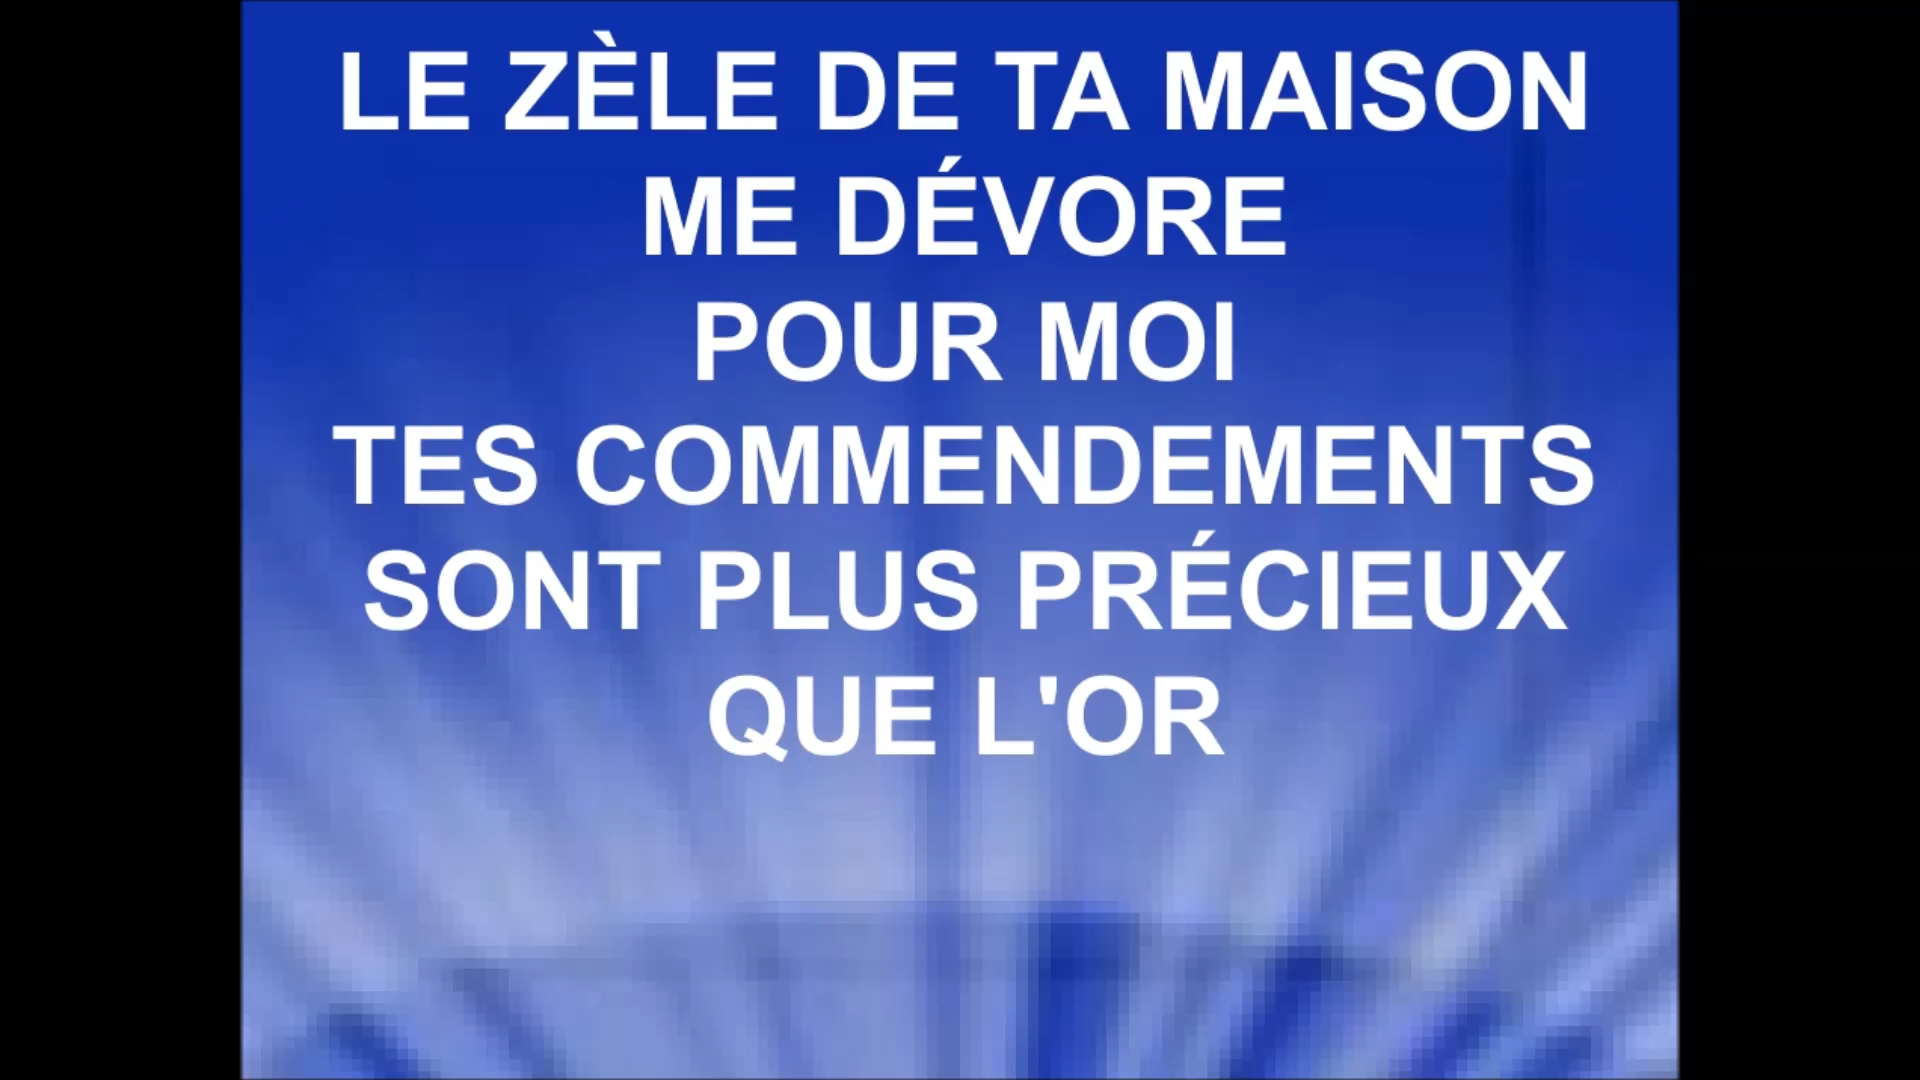 LE ZÈLE DE TA MAISON
ME DÉVORE
POUR MOI
TES COMMENDEMENTS
SONT PLUS PRÉCIEUX
QUE L'OR